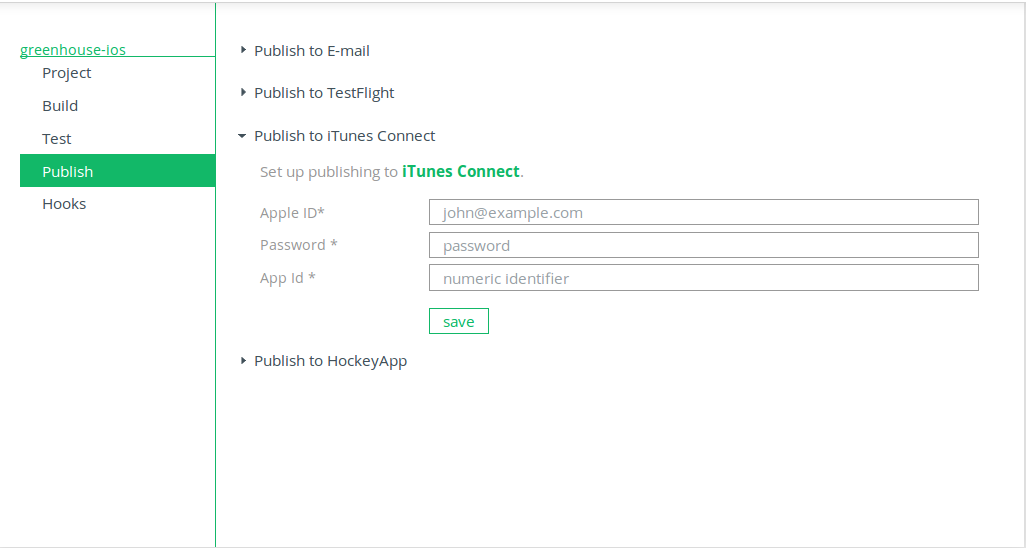 greenhouse-ios
Project
Build
Test
Publish
Hooks
Publish to E-mail
Publish to TestFlight
Publish to iTunes Connect
Set up publishing to iTunes Connect.
Apple ID* john@example.com
Password * password
App Id * numeric identifier
save
Publish to HockeyApp